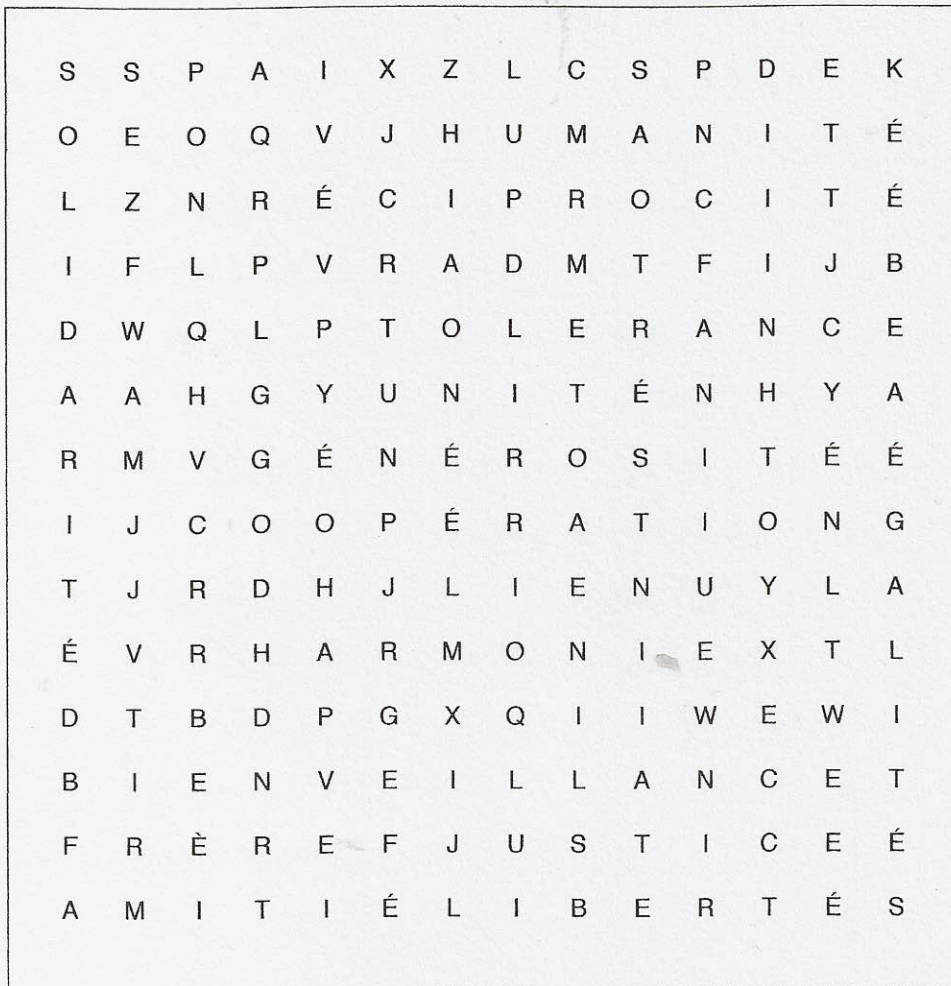 S S P A I X Z L C S P D E K
O E O Q V J H U M A N I T É
L Z N R É C I P R O C I T É
I F L P V R A D M T F I J B
D W Q L P T O L E R A N C E
A A H G Y U N I T É N H Y A
R M V G É N É R O S I T É É
I J C O O P É R A T I O N G
T J R D H J L I E N U Y L A
É V R H A R M O N I E X T L
D T B D P G X Q I I W E W I
B I E N V E I L L A N C E T
F R È R E F J U S T I C E É
A M I T I É L I B E R T É S